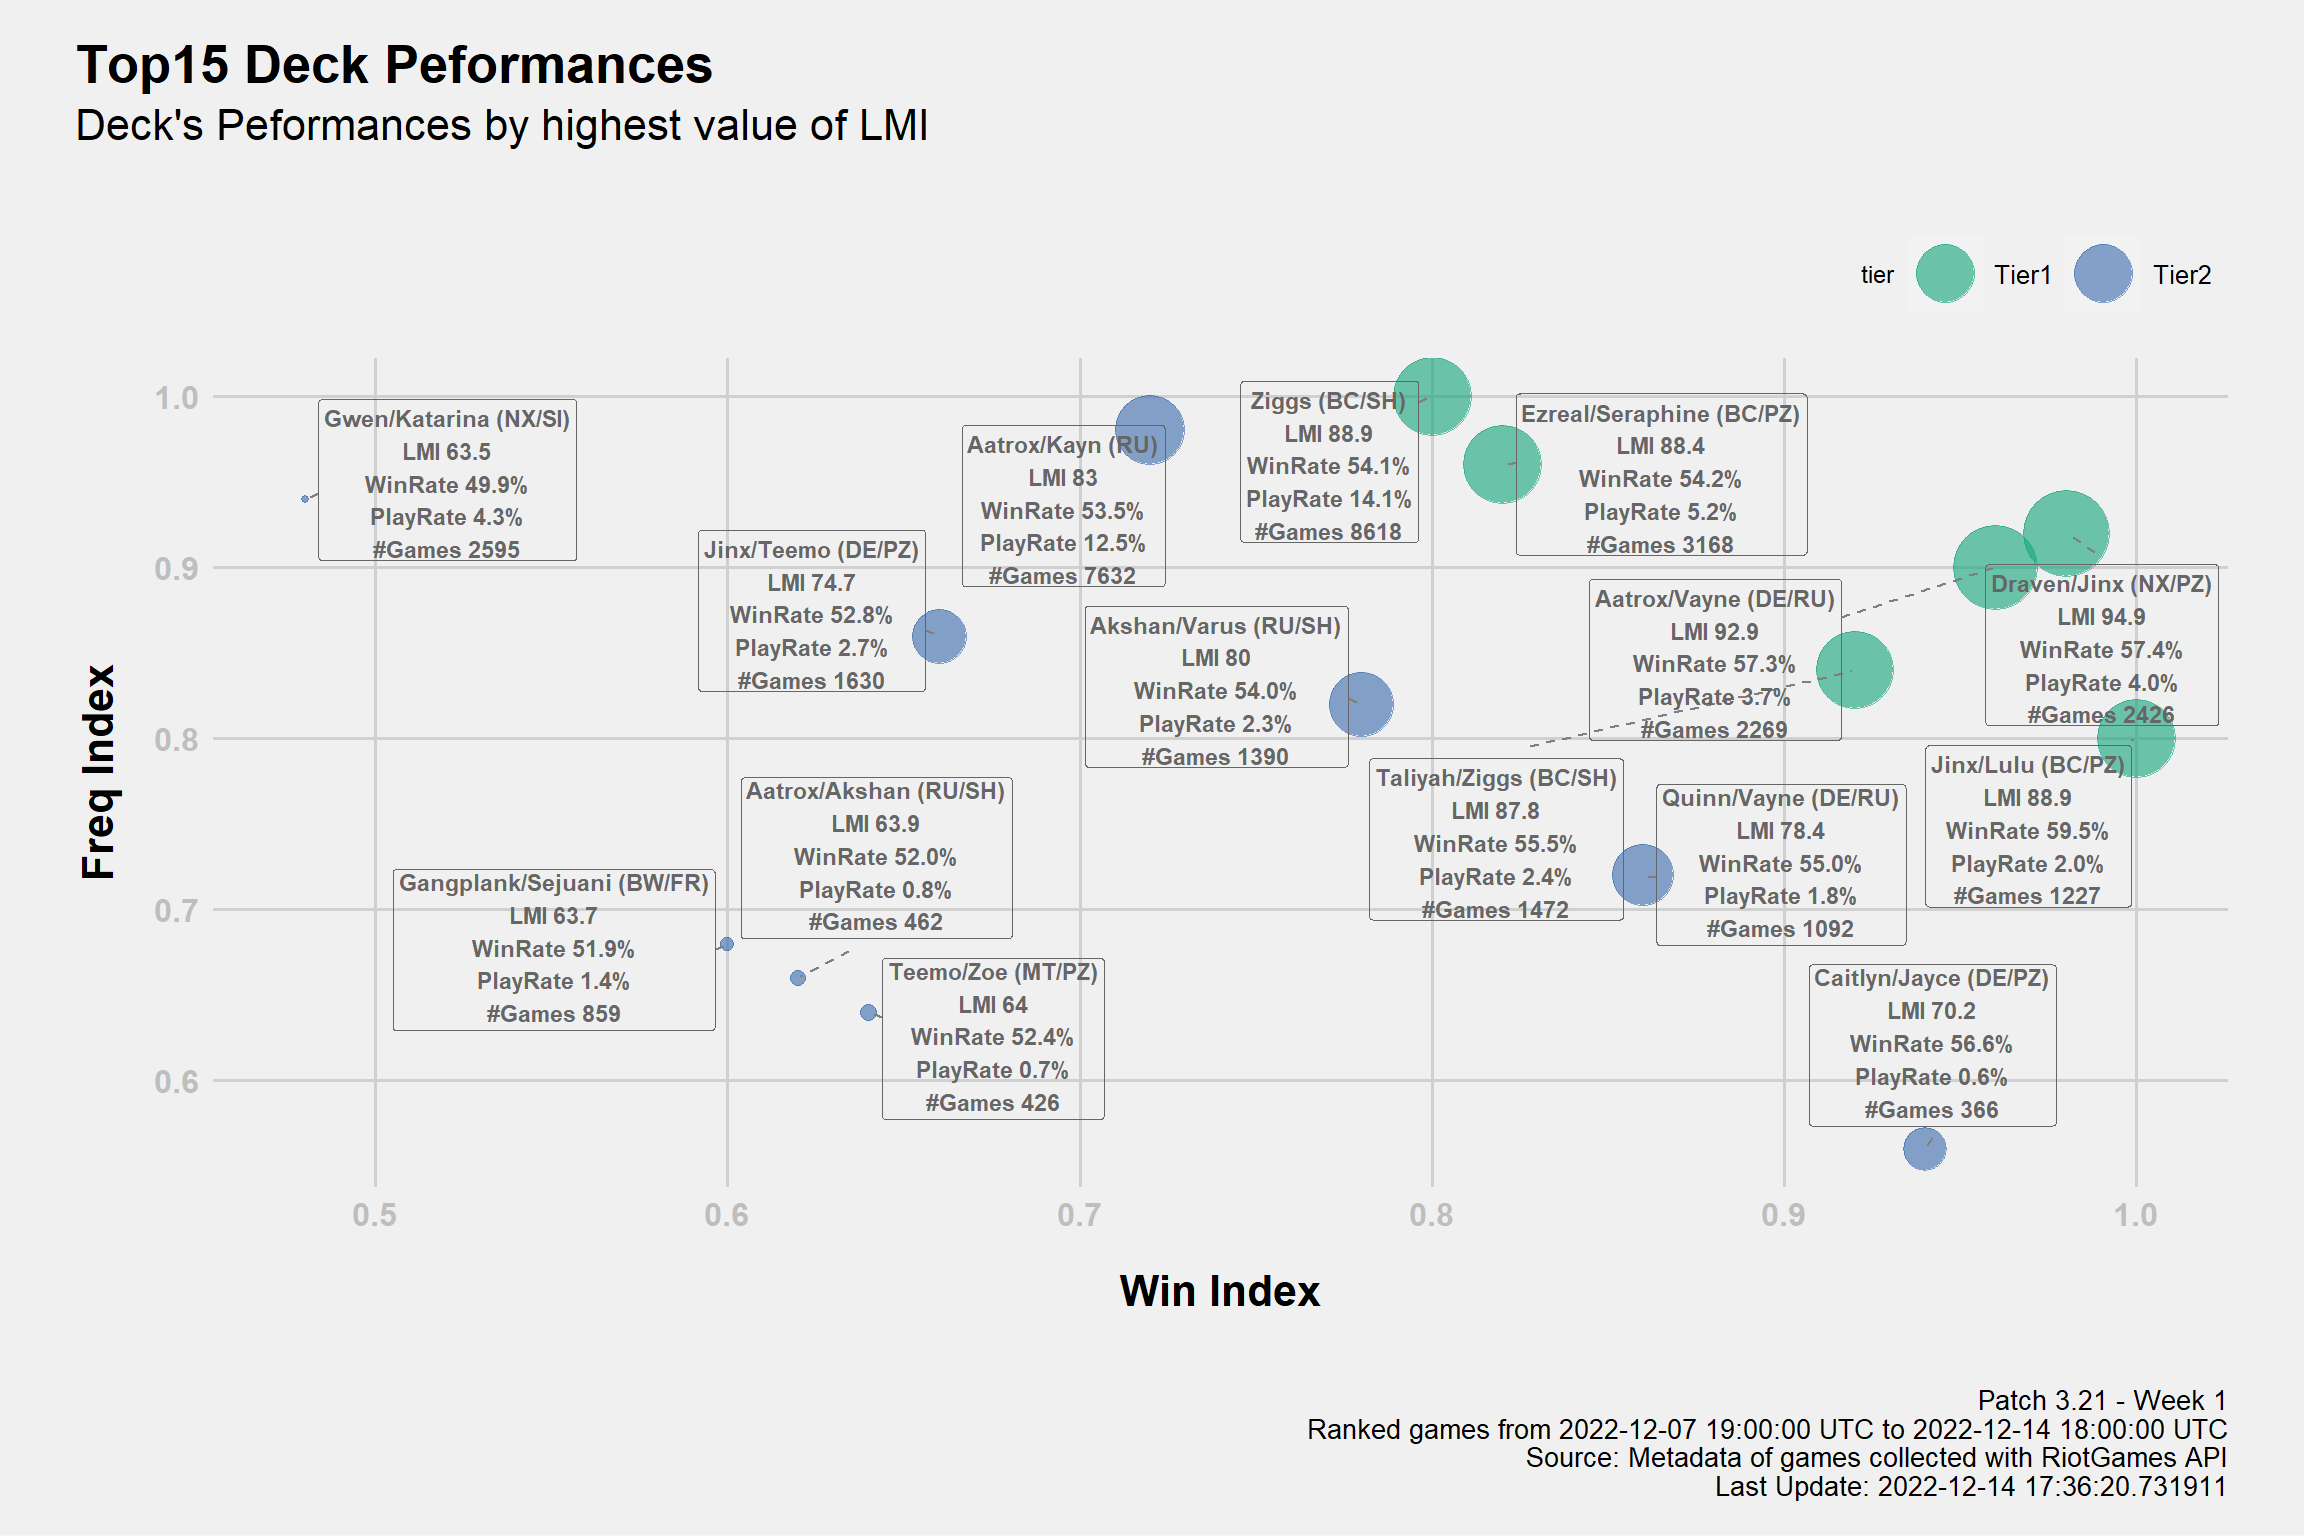 Top15 Deck Peformances
Deck's Peformances by highest value of LMI
tier Tier1 Tier2
Freq Index
1.0
0.9
0.8
0.7
0.6
Gwen/Katarina (NX/SI)
LMI 63.5
WinRate 49.9%
PlayRate 4.3%
#Games 2595
Jinx/Teemo (DE/PZ)
LMI 74.7
WinRate 52.8%
PlayRate 2.7%
#Games 1630
Aatrox/Kayn (RU)
LMI 83
WinRate 53.5%
PlayRate 12.5%
#Games 7632
Ziggs (BC/SH)
LMI 88.9
WinRate 54.1%
PlayRate 14.1%
#Games 8618
Ezreal/Seraphine (BC/PZ)
LMI 88.4
WinRate 54.2%
PlayRate 5.2%
#Games 3168
Akshan/Varus (RU/SH)
LMI 80
WinRate 54.0%
PlayRate 2.3%
#Games 1390
Aatrox/Vayne (DE/RU)
LMI 92.9
WinRate 57.3%
PlayRate 3.7%
#Games 2269
Draven/Jinx (NX/PZ)
LMI 94.9
WinRate 57.4%
PlayRate 4.0%
#Games 2426
Aatrox/Akshan (RU/SH)
LMI 63.9
WinRate 52.0%
PlayRate 0.8%
#Games 462
Taliyah/Ziggs (BC/SH)
LMI 87.8
WinRate 55.5%
PlayRate 2.4%
#Games 1472
Quinn/Vayne (DE/RU)
LMI 78.4
WinRate 55.0%
PlayRate 1.8%
#Games 1092
Jinx/Lulu (BC/PZ)
LMI 88.9
WinRate 59.5%
PlayRate 2.0%
#Games 1227
Gangplank/Sejuani (BW/FR)
LMI 63.7
WinRate 51.9%
PlayRate 1.4%
#Games 859
Teemo/Zoe (MT/PZ)
LMI 64
WinRate 52.4%
PlayRate 0.7%
#Games 426
Caitlyn/Jayce (DE/PZ)
LMI 70.2
WinRate 56.6%
PlayRate 0.6%
#Games 366
0.5 0.6 0.7 0.8 0.9 1.0
Win Index
Patch 3.21 - Week 1
Ranked games from 2022-12-07 19:00:00 UTC to 2022-12-14 18:00:00 UTC
Source: Metadata of games collected with RiotGames API
Last Update: 2022-12-14 17:36:20.731911